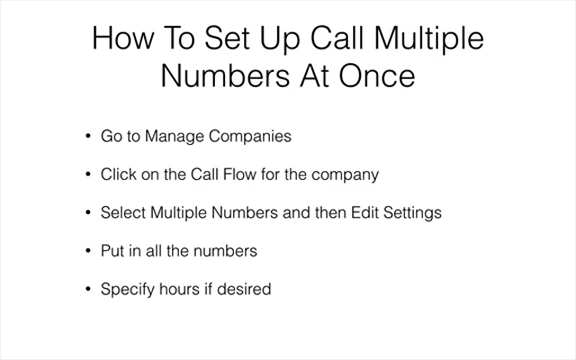 How To Set Up Call Multiple
Numbers At Once
• Go to Manage Companies
• Click on the Call Flow for the company
• Select Multiple Numbers and then Edit Settings
• Put in all the numbers
• Specify hours if desired